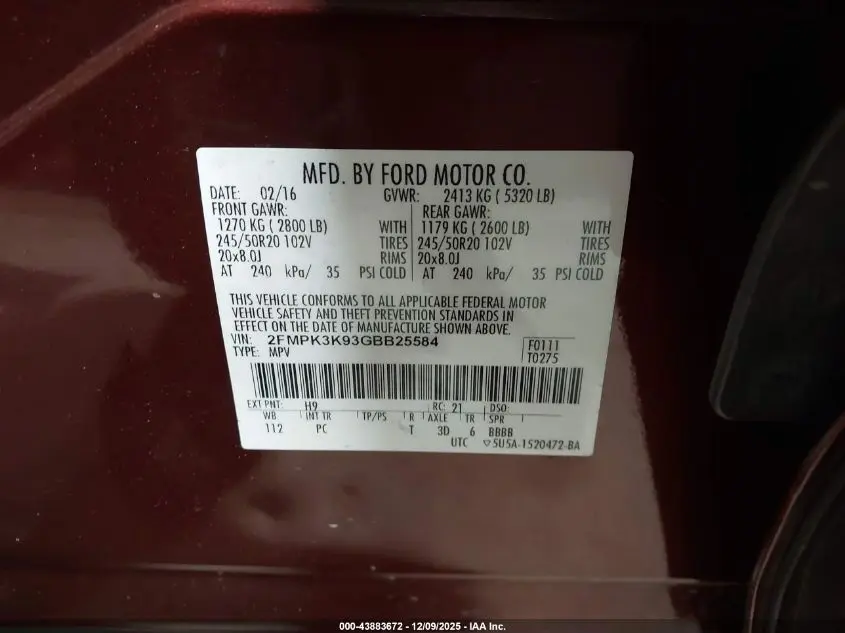 MFD. BY FORD MOTOR CO.
DATE: 02/16 GVWR: 2413 KG ( 5320 LB)
FRONT GAWR: REAR GAWR:
1270 KG ( 2800 LB) WITH 1179 KG ( 2600 LB) WITH
245/50R20 102V TIRES 245/50R20 102V TIRES
20x8.0J RIMS 20x8.0J RIMS
AT 240 kPa/ 35 PSI COLD AT 240 kPa/ 35 PSI COLD
THIS VEHICLE CONFORMS TO ALL APPLICABLE FEDERAL MOTOR
VEHICLE SAFETY AND THEFT PREVENTION STANDARDS IN
EFFECT ON THE DATE OF MANUFACTURE SHOWN ABOVE.
VIN: 2FMPK3K93GBB25584 F0111
TYPE: MPV T0275
EXT PNT: H9 RC: 21 DSO:
WB INT TR TP/PS R AXLE TR SPR
112 PC T 3D 6 BBBB
UTC ▽5U5A-1520472-BA
000-43883672 - 12/09/2025 - IAA Inc.